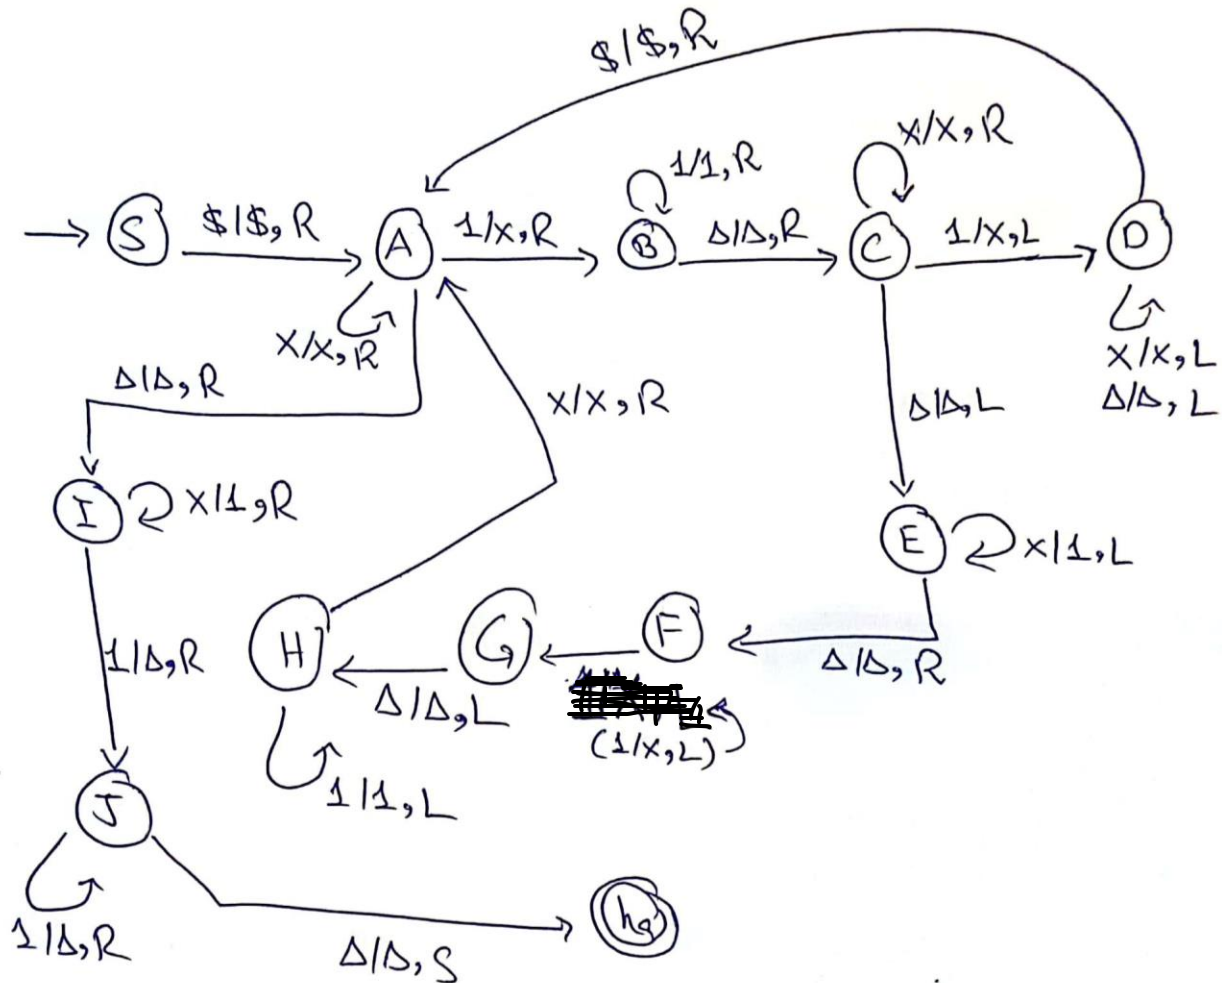 $/$, R
X/X, R
1/1, R
S
$/$, R
A
1/X, R
B
Δ/Δ, R
C
1/X, L
D
X/X, R
X/X, L
Δ/Δ, L
Δ/Δ, R
X/X, R
Δ/Δ, L
I
X/1, R
E
X/1, L
H
G
F
1/Δ, R
Δ/Δ, L
Δ/Δ, R
(1/X, L)
1/1, L
J
1/Δ, R
Δ/Δ, S